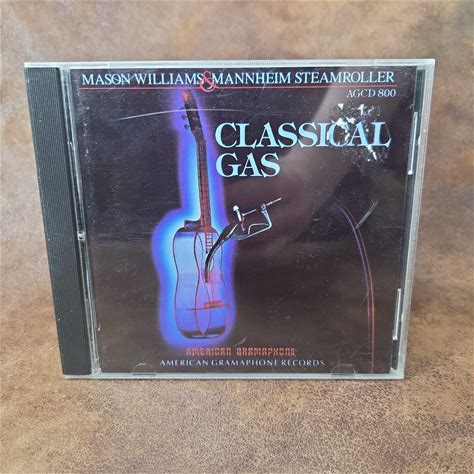 MASON WILLIAMS & MANNHEIM STEAMROLLER
AGCD 800
CLASSICAL
GAS
AMERICAN GRAMAPHONE
AMERICAN GRAMAPHONE RECORDS